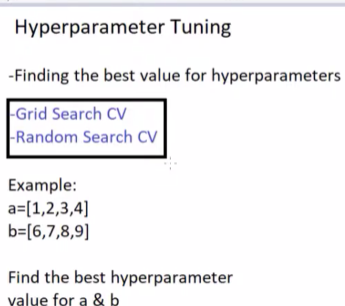 Hyperparameter Tuning
-Finding the best value for hyperparameters
-Grid Search CV
-Random Search CV
Example:
a=[1,2,3,4]
b=[6,7,8,9]
Find the best hyperparameter
value for a & b